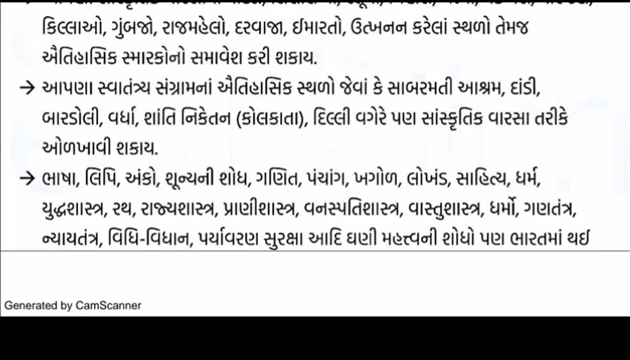 કિલ્લાઓ, ગુંબજો, રાજમહેલો, દરવાજા, ઈમારતો, ઉત્ખનન કરેલાં સ્થળો તેમજ
ઐતિહાસિક સ્મારકોનો સમાવેશ કરી શકાય.
→ આપણા સ્વાતંત્ર્ય સંગ્રામનાં ઐતિહાસિક સ્થળો જેવાં કે સાબરમતી આશ્રમ, દાંડી,
બારડોલી, વર્ધા, શાંતિ નિકેતન (કોલકાતા), દિલ્લી વગેરે પણ સાંસ્કૃતિક વારસા તરીકે
ઓળખાવી શકાય.
→ ભાષા, લિપિ, અંકો, શૂન્યની શોધ, ગણિત, પંચાંગ, ખગોળ, લોખંડ, સાહિત્ય, ધર્મ,
યુદ્ધશાસ્ત્ર, રથ, રાજ્યશાસ્ત્ર, પ્રાણીશાસ્ત્ર, વનસ્પતિશાસ્ત્ર, વાસ્તુશાસ્ત્ર, ધર્મો, ગણતંત્ર,
ન્યાયતંત્ર, વિધિ-વિધાન, પર્યાવરણ સુરક્ષા આદિ ઘણી મહત્ત્વની શોધો પણ ભારતમાં થઈ
Generated by CamScanner